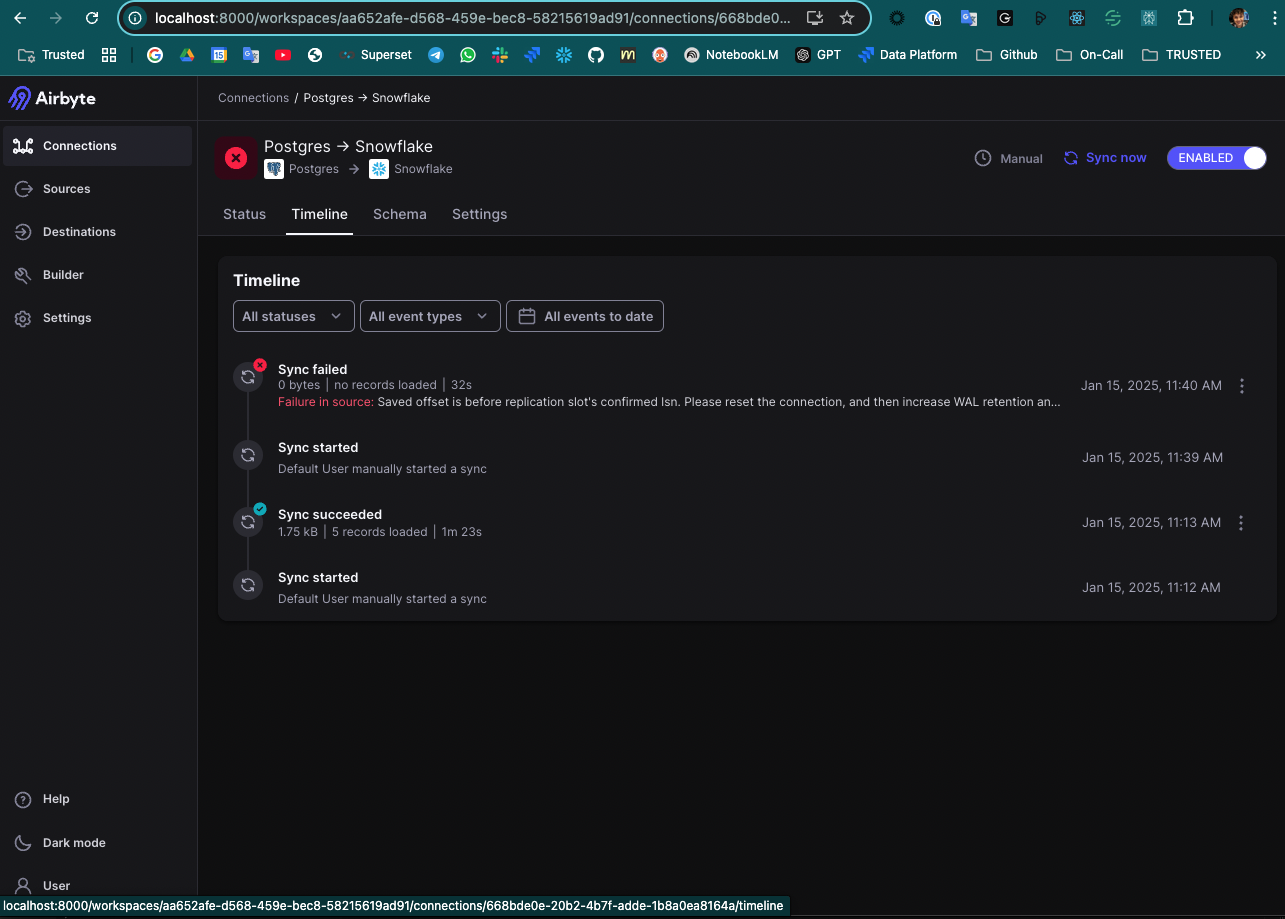 localhost:8000/workspaces/aa652afe-d568-459e-bec8-58215619ad91/connections/668bde0...
Trusted
15
Superset
NotebookLM
GPT
Data Platform
Github
On-Call
TRUSTED
»
Airbyte
Connections / Postgres → Snowflake
Connections
Sources
Destinations
Builder
Settings
Postgres → Snowflake
Postgres → Snowflake
Manual
Sync now
ENABLED
Status Timeline Schema Settings
Timeline
All statuses
All event types
All events to date
Sync failed
0 bytes | no records loaded | 32s
Failure in source: Saved offset is before replication slot's confirmed lsn. Please reset the connection, and then increase WAL retention an...
Jan 15, 2025, 11:40 AM
Sync started
Default User manually started a sync
Jan 15, 2025, 11:39 AM
Sync succeeded
1.75 kB | 5 records loaded | 1m 23s
Jan 15, 2025, 11:13 AM
Sync started
Default User manually started a sync
Jan 15, 2025, 11:12 AM
Help
Dark mode
User
localhost:8000/workspaces/aa652afe-d568-459e-bec8-58215619ad91/connections/668bde0e-20b2-4b7f-adde-1b8a0ea8164a/timeline